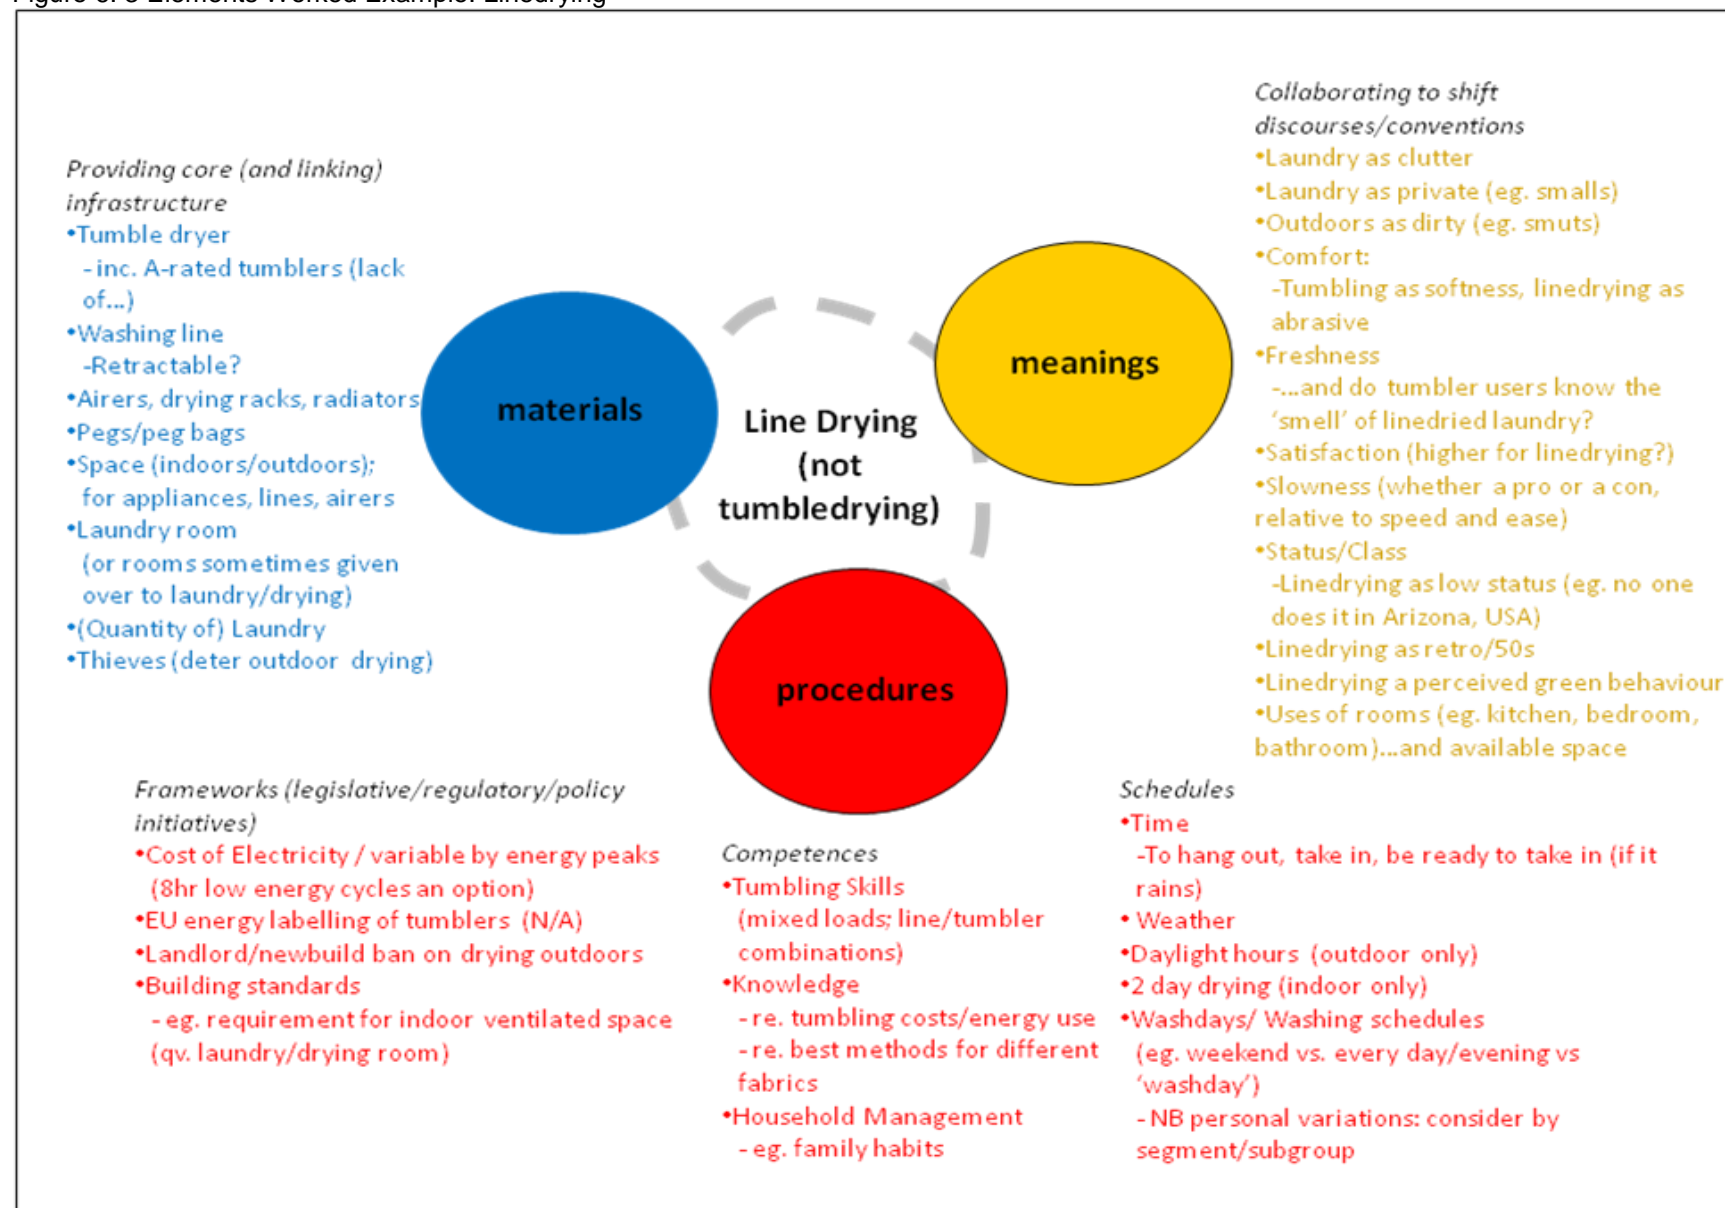 Providing core (and linking)
infrastructure
•Tumble dryer
- inc. A-rated tumblers (lack
of...)
•Washing line
-Retractable?
•Airers, drying racks, radiators
•Pegs/peg bags
•Space (indoors/outdoors);
for appliances, lines, airers
•Laundry room
(or rooms sometimes given
over to laundry/drying)
•(Quantity of) Laundry
•Thieves (deter outdoor drying)
materials
Line Drying
(not
tumbledrying)
meanings
procedures
Collaborating to shift
discourses/conventions
•Laundry as clutter
•Laundry as private (eg. smalls)
•Outdoors as dirty (eg. smuts)
•Comfort:
-Tumbling as softness, linedrying as
abrasive
•Freshness
-...and do tumbler users know the
‘smell’ of linedried laundry?
•Satisfaction (higher for linedrying?)
•Slowness (whether a pro or a con,
relative to speed and ease)
•Status/Class
-Linedrying as low status (eg. no one
does it in Arizona, USA)
•Linedrying as retro/50s
•Linedrying a perceived green behaviour
•Uses of rooms (eg. kitchen, bedroom,
bathroom)...and available space
Frameworks (legislative/regulatory/policy
initiatives)
•Cost of Electricity / variable by energy peaks
(8hr low energy cycles an option)
•EU energy labelling of tumblers (N/A)
•Landlord/newbuild ban on drying outdoors
•Building standards
- eg. requirement for indoor ventilated space
(qv. laundry/drying room)
Competences
•Tumbling Skills
(mixed loads; line/tumbler
combinations)
•Knowledge
- re. tumbling costs/energy use
- re. best methods for different
fabrics
•Household Management
- eg. family habits
Schedules
•Time
-To hang out, take in, be ready to take in (if it
rains)
• Weather
•Daylight hours (outdoor only)
•2 day drying (indoor only)
•Washdays/ Washing schedules
(eg. weekend vs. every day/evening vs
‘washday’)
- NB personal variations: consider by
segment/subgroup